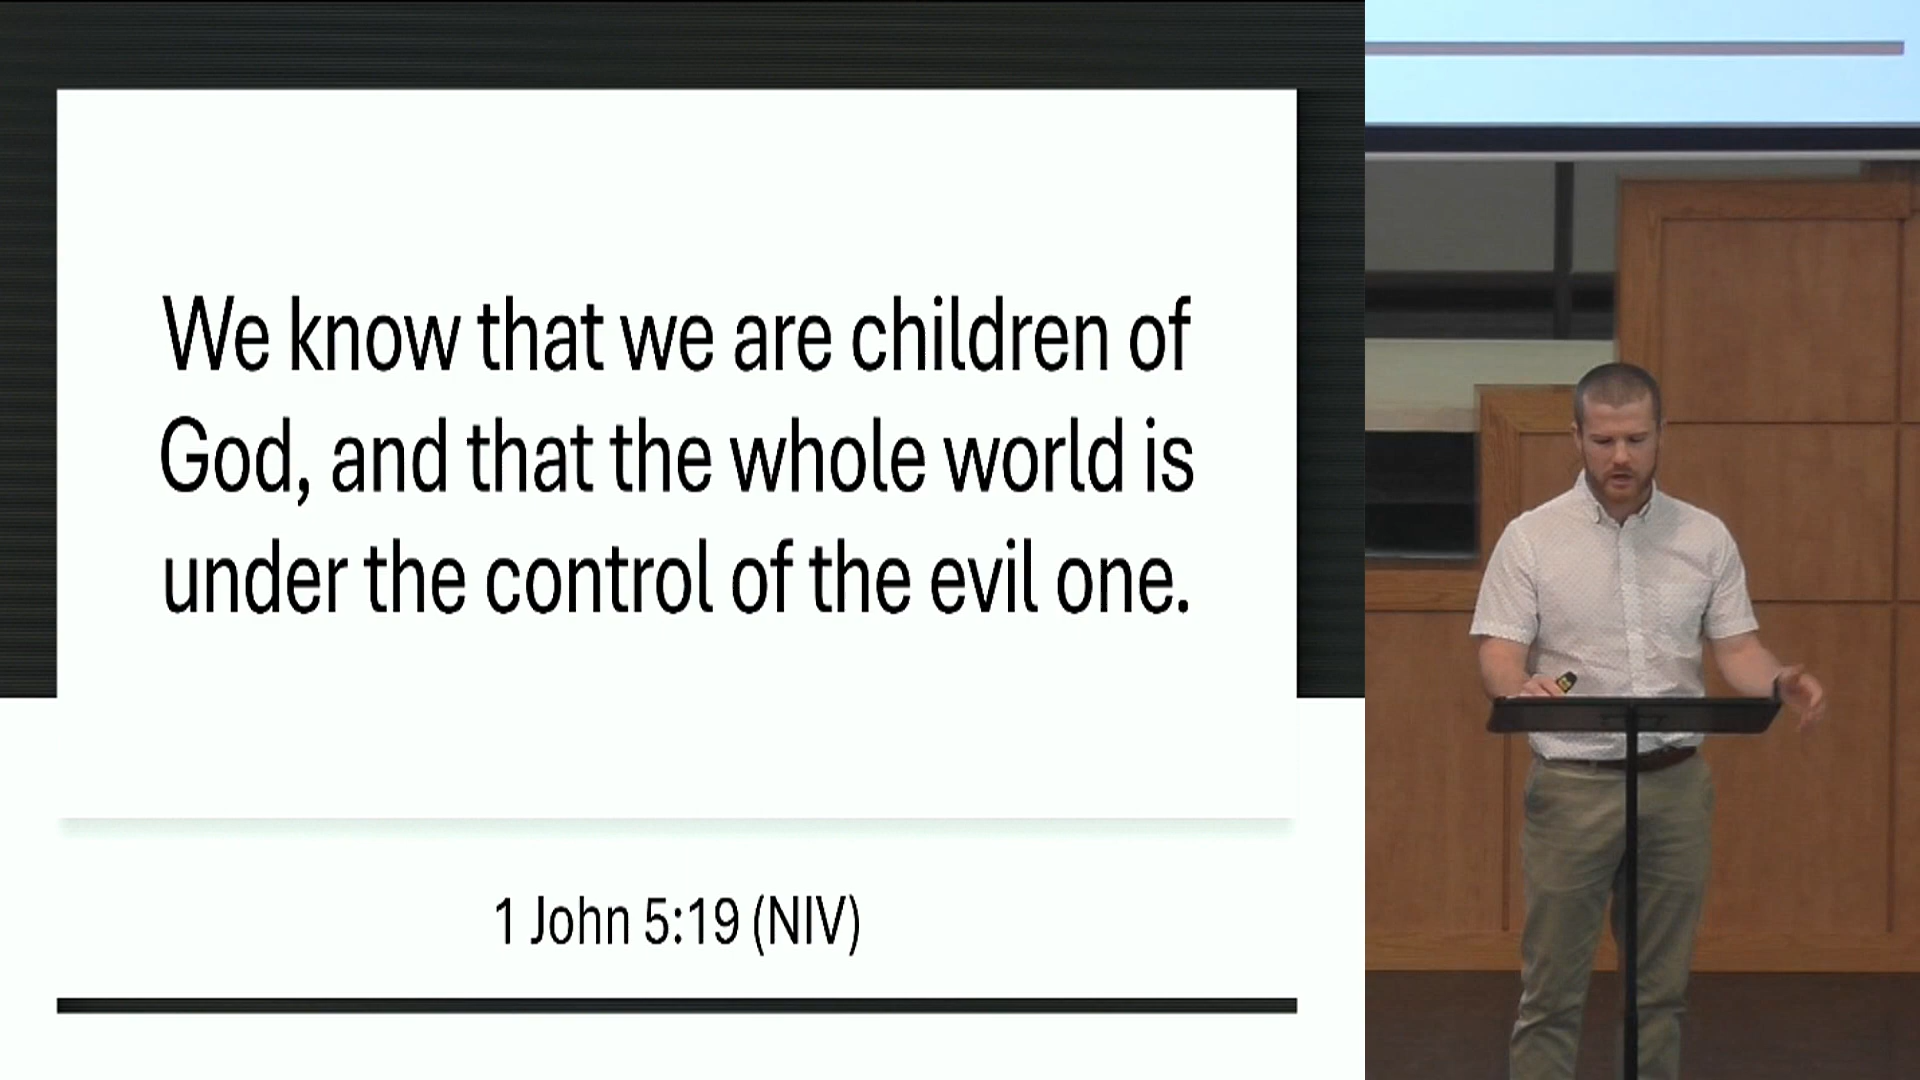 We know that we are children of
God, and that the whole world is
under the control of the evil one.
1 John 5:19 (NIV)